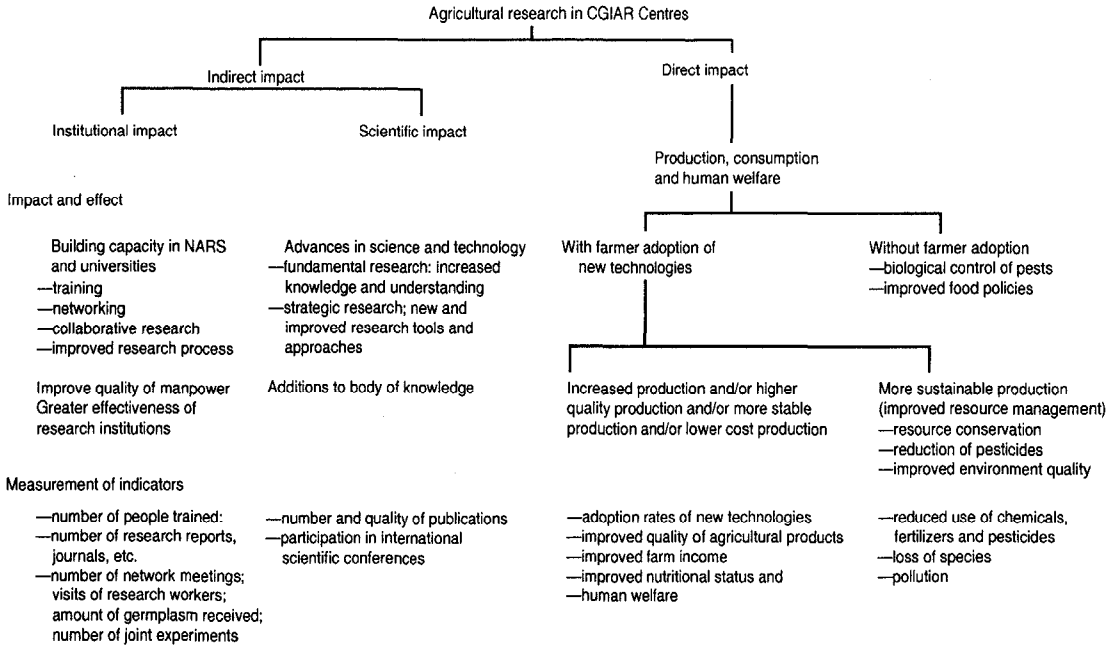 Agricultural research in CGIAR Centres
Indirect impact
Direct impact
Institutional impact
Scientific impact
Production, consumption
and human welfare
Impact and effect
Building capacity in NARS
and universities
—training
—networking
—collaborative research
—improved research process
Advances in science and technology
—fundamental research: increased
knowledge and understanding
—strategic research; new and
improved research tools and
approaches
With farmer adoption of
new technologies
Without farmer adoption
—biological control of pests
—improved food policies
Improve quality of manpower
Greater effectiveness of
research institutions
Additions to body of knowledge
Increased production and/or higher
quality production and/or more stable
production and/or lower cost production
More sustainable production
(improved resource management)
—resource conservation
—reduction of pesticides
—improved environment quality
Measurement of indicators
—number of people trained:
—number of research reports,
journals, etc.
—number of network meetings;
visits of research workers;
amount of germplasm received;
number of joint experiments
—number and quality of publications
—participation in international
scientific conferences
—adoption rates of new technologies
—improved quality of agricultural products
—improved farm income
—improved nutritional status and
—human welfare
—reduced use of chemicals,
fertilizers and pesticides
—loss of species
—pollution